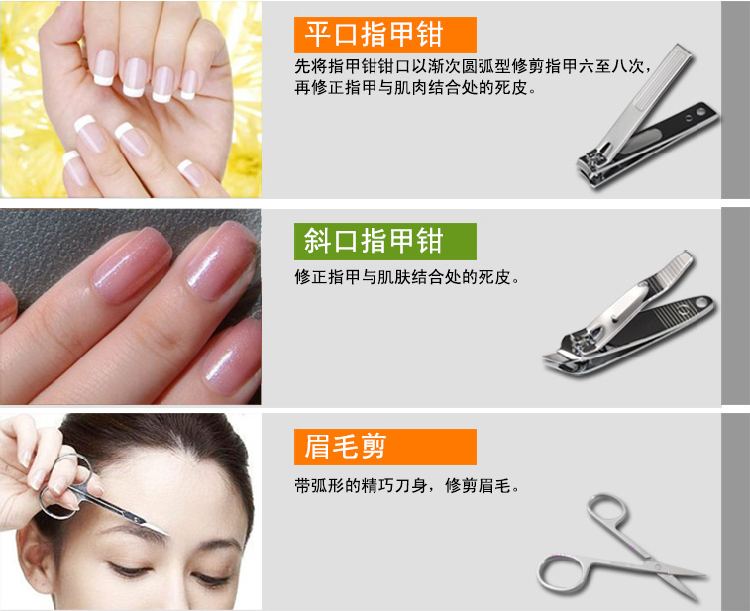 平口指甲钳
先将指甲钳钳口以渐次圆弧型修剪指甲六至八次，
再修正指甲与肌肉结合处的死皮。
斜口指甲钳
修正指甲与肌肤结合处的死皮。
眉毛剪
带弧形的精巧刀身，修剪眉毛。